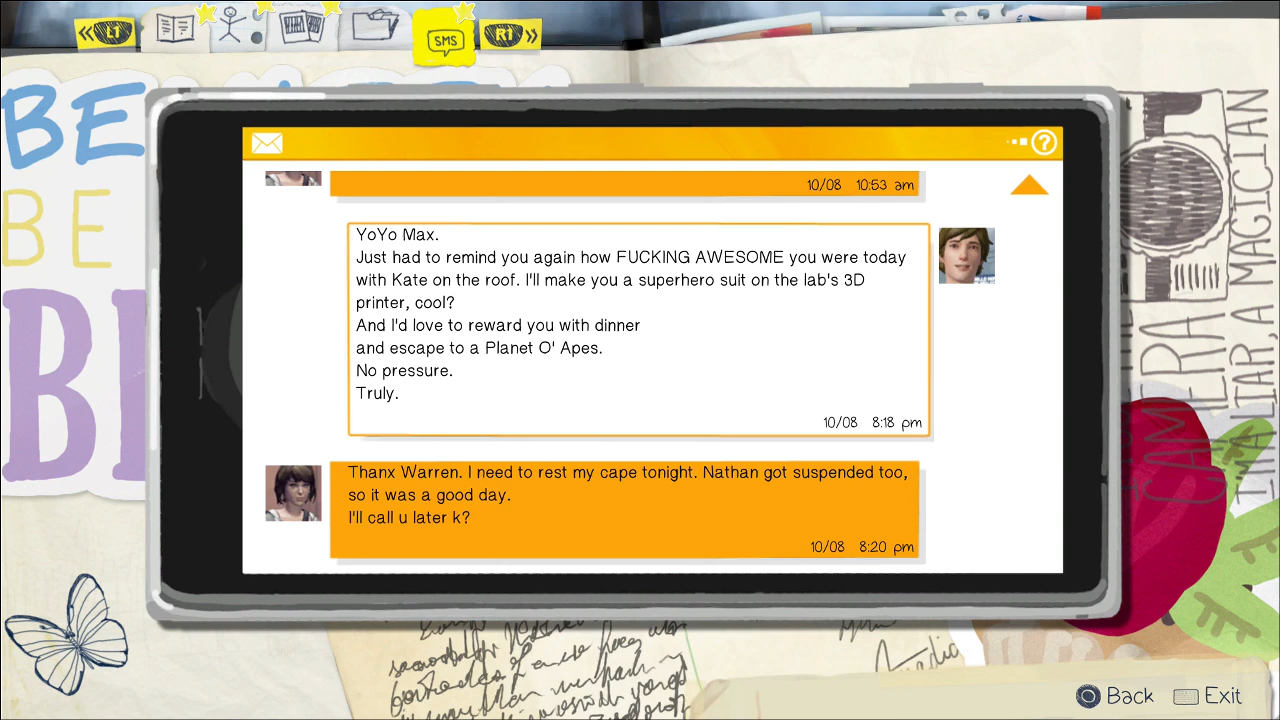 L1
SMS
R1
BE
BE
10/08 10:53 am
YoYo Max.
Just had to remind you again how FUCKING AWESOME you were today
with Kate on the roof. I'll make you a superhero suit on the lab's 3D
printer, cool?
And I'd love to reward you with dinner
and escape to a Planet O' Apes.
No pressure.
Truly.
10/08 8:18 pm
Thanx Warren. I need to rest my cape tonight. Nathan got suspended too,
so it was a good day.
I'll call u later k?
10/08 8:20 pm
CAMERA
LIAR, A MAGICIAN
Back
Exit